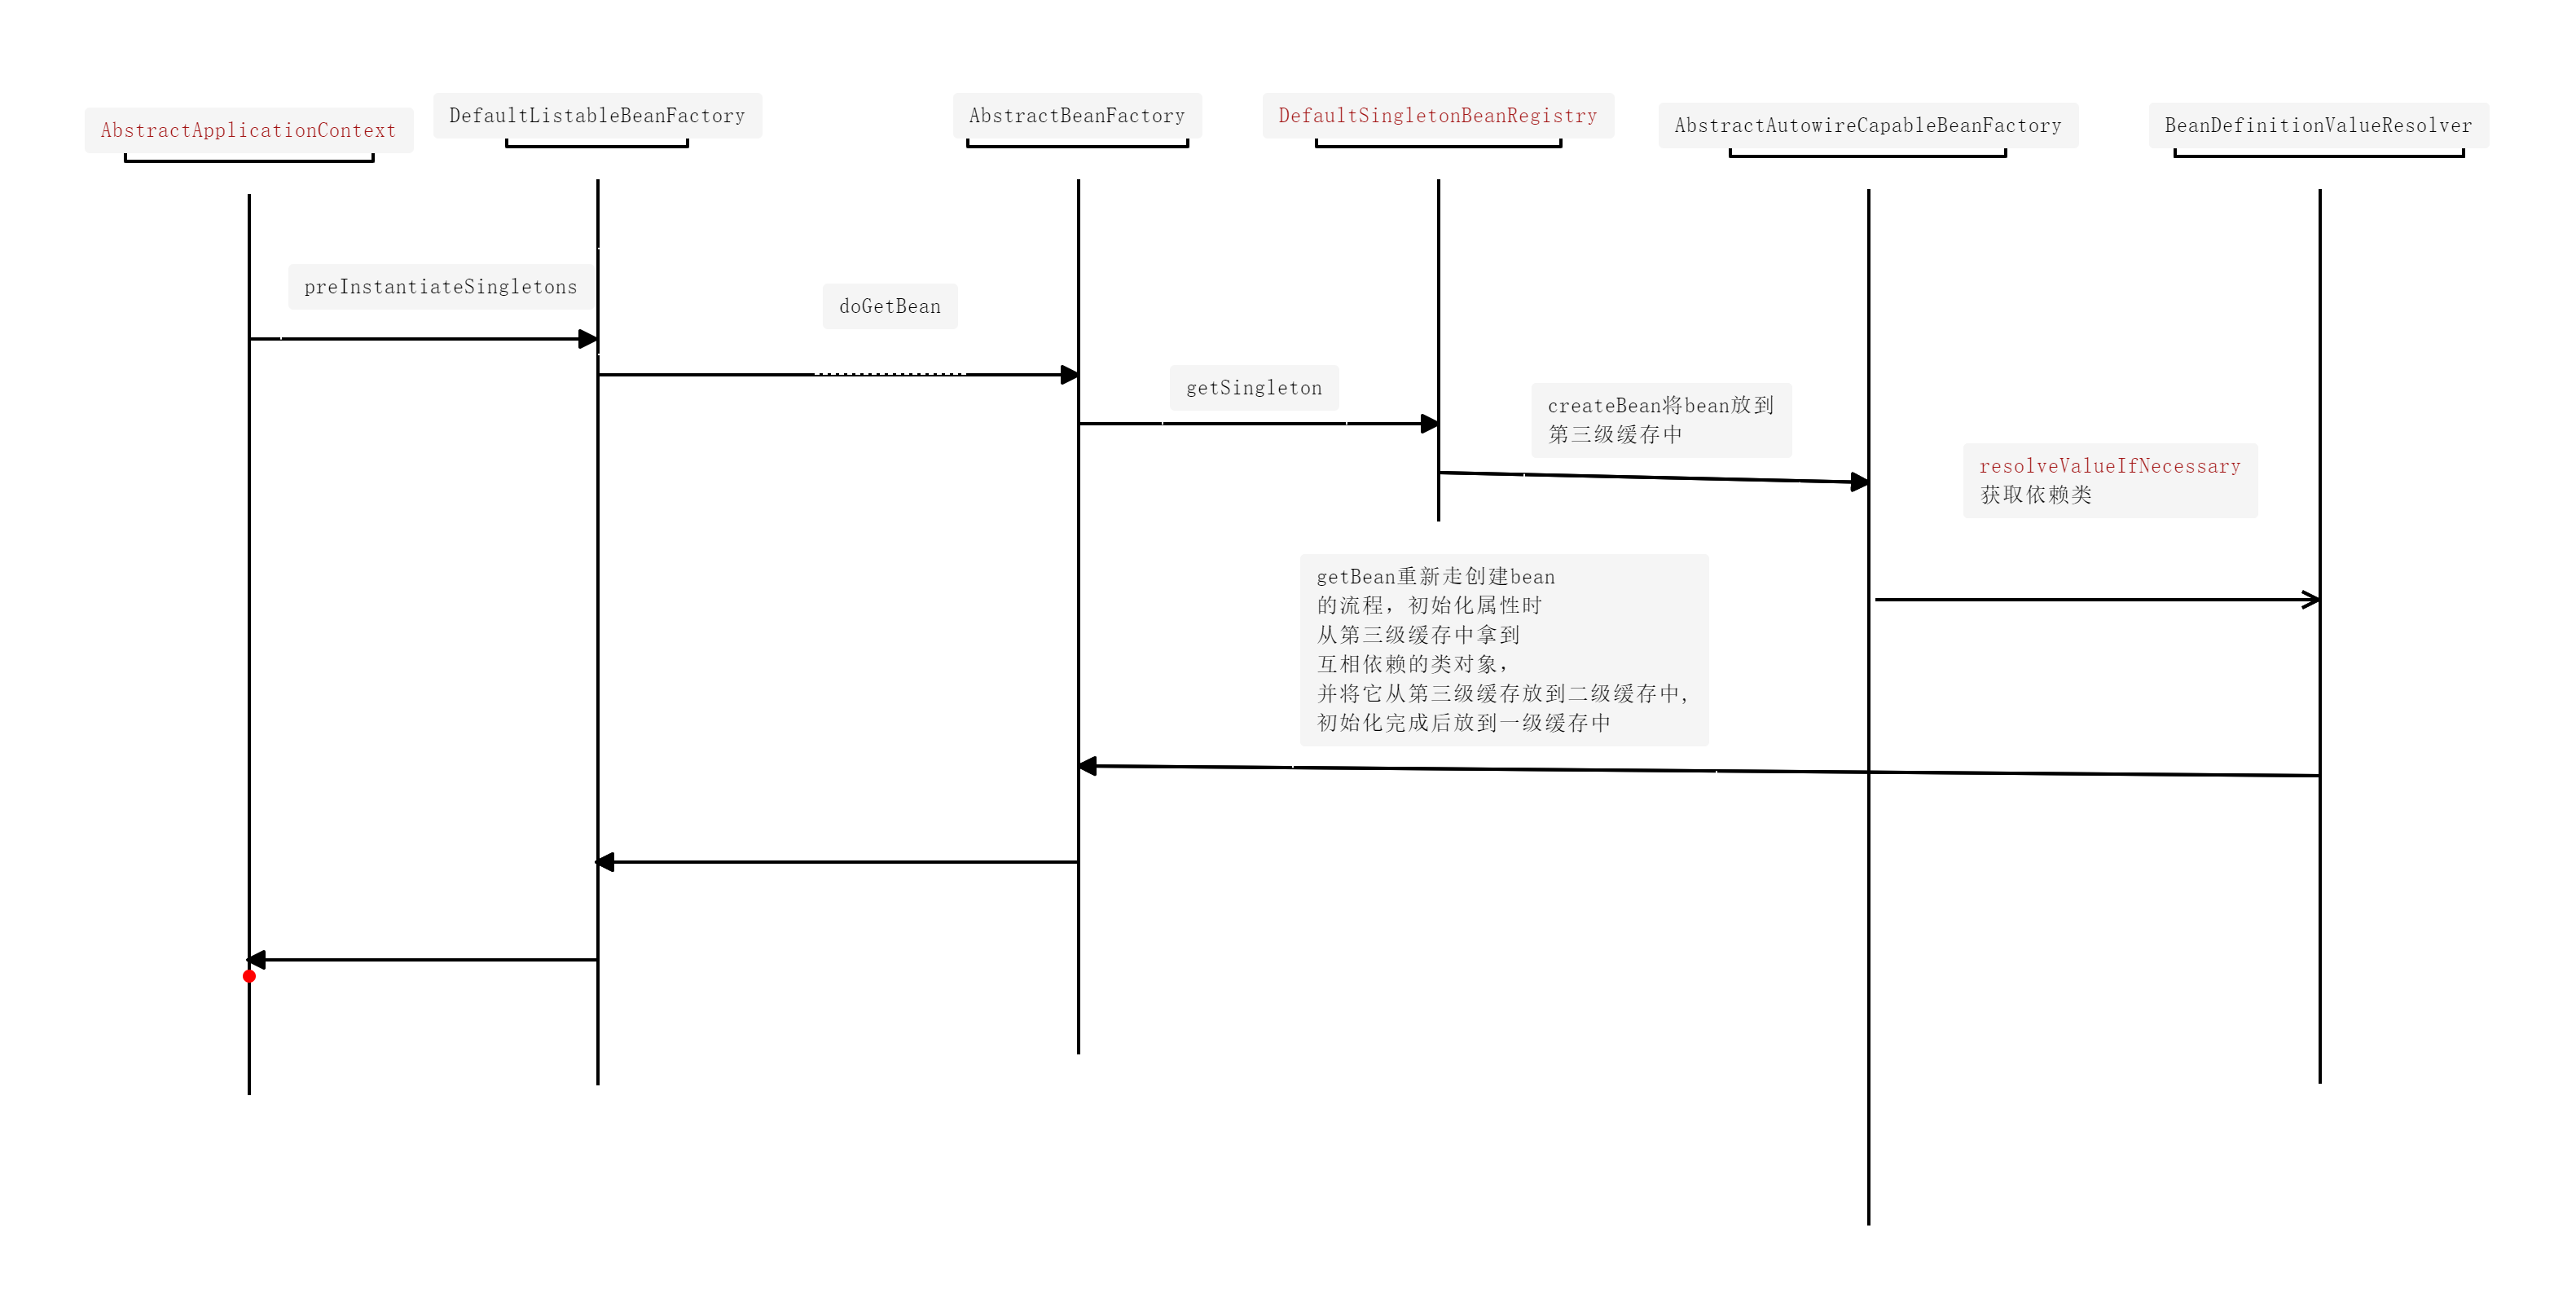 AbstractApplicationContext
DefaultListableBeanFactory
AbstractBeanFactory
DefaultSingletonBeanRegistry
AbstractAutowireCapableBeanFactory
BeanDefinitionValueResolver
preInstantiateSingletons
doGetBean
getSingleton
createBean将bean放到
第三级缓存中
resolveValueIfNecessary
获取依赖类
getBean重新走创建bean
的流程，初始化属性时
从第三级缓存中拿到
互相依赖的类对象，
并将它从第三级缓存放到二级缓存中，
初始化完成后放到一级缓存中